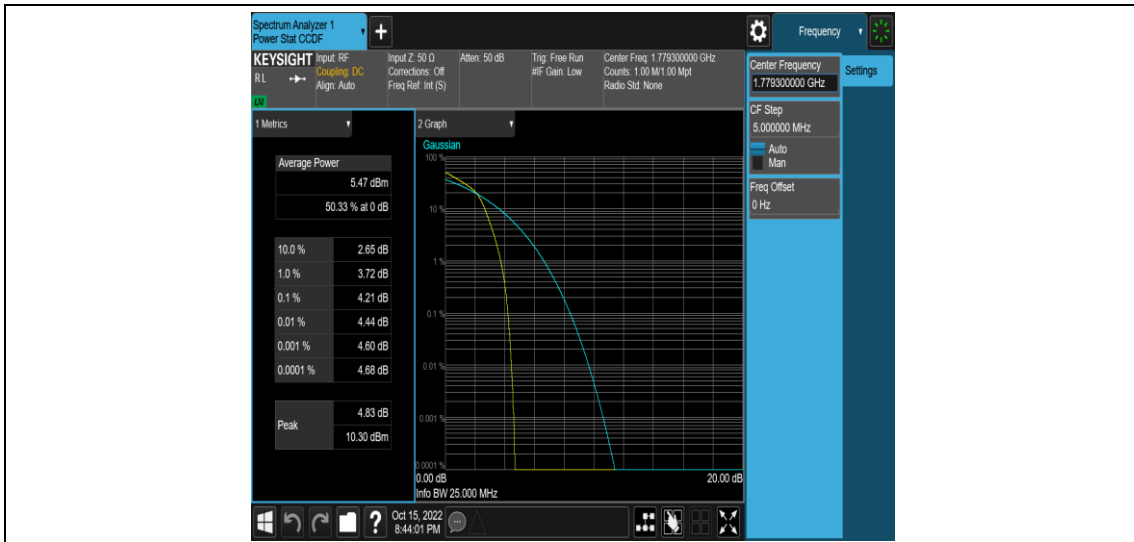 Spectrum Analyzer 1
Power Stat CCDF
Frequency
KEYSIGHT
RL
Input: RF
Coupling: DC
Align: Auto
Input Z: 50 Ω
Corrections: Off
Freq Ref: Int (S)
Atten: 50 dB
Trig: Free Run
#IF Gain: Low
Center Freq: 1.779300000 GHz
Counts: 1.00 M/1.00 Mpt
Radio Std: None
Center Frequency
1.779300000 GHz
Settings
CF Step
5.000000 MHz
Auto
Man
Freq Offset
0 Hz
1 Metrics
Average Power
5.47 dBm
50.33 % at 0 dB
10.0 % 2.65 dB
1.0 % 3.72 dB
0.1 % 4.21 dB
0.01 % 4.44 dB
0.001 % 4.60 dB
0.0001 % 4.68 dB
Peak
4.83 dB
10.30 dBm
2 Graph
Gaussian
100 %
10 %
1 %
0.1 %
0.01 %
0.001 %
0.0001 %
0.00 dB 20.00 dB
Info BW 25.000 MHz
?
Oct 15, 2022
8:44:01 PM